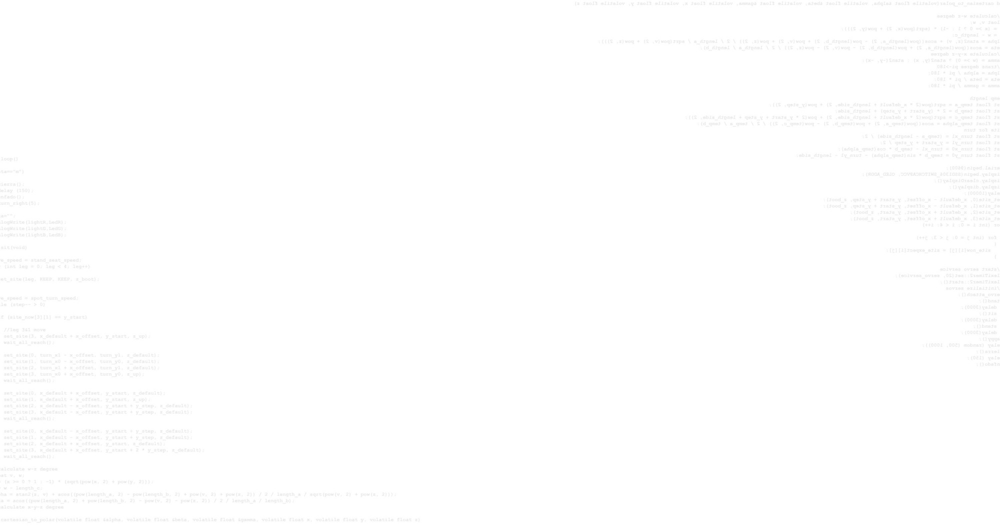 d cartesian_to_polar(volatile float &alpha, volatile float &beta, volatile float &gamma, volatile float x, volatile float y, volatile float z)
/calculate w-z degree
loat v, w;
= (x >= 0 ? 1 : -1) * (sqrt(pow(x, 2) + pow(y, 2)));
= w - length_c;
lpha = atan2(z, v) + acos((pow(length_a, 2) - pow(length_b, 2) + pow(v, 2) + pow(z, 2)) / 2 / length_a / sqrt(pow(v, 2) + pow(z, 2)));
eta = acos((pow(length_a, 2) + pow(length_b, 2) - pow(v, 2) - pow(z, 2)) / 2 / length_a / length_b);
/calculate x-y-z degree
amma = (w >= 0) ? atan2(y, x) : atan2(-y, -x);
/trans degree pi->180
lpha = alpha / pi * 180;
eta = beta / pi * 180;
amma = gamma / pi * 180;
emp length
st float temp_a = sqrt(pow(2 * x_default + length_side, 2) + pow(y_step, 2));
st float temp_b = 2 * (y_start + y_step) + length_side;
st float temp_c = sqrt(pow(2 * x_default + length_side, 2) + pow(2 * y_start + y_step + length_side, 2));
st float temp_alpha = acos((pow(temp_a, 2) + pow(temp_b, 2) - pow(temp_c, 2)) / 2 / temp_a / temp_b);
ite for turn
st float turn_x1 = (temp_a - length_side) / 2;
st float turn_y1 = y_start + y_step / 2;
st float turn_x0 = turn_x1 - temp_b * cos(temp_alpha);
st float turn_y0 = temp_b * sin(temp_alpha) - turn_y1 - length_side;
erial.begin(9600);
isplay.begin(SSD1306_SWITCHCAPVCC, OLED_ADDR);
isplay.clearDisplay();
isplay.display();
elay(10000);
et_site(0, x_default - x_offset, y_start + y_step, z_boot);
et_site(1, x_default - x_offset, y_start + y_step, z_boot);
et_site(2, x_default + x_offset, y_start, z_boot);
et_site(3, x_default + x_offset, y_start, z_boot);
or (int i = 0; i < 4; i++)
for (int j = 0; j < 3; j++)
{
site_now[i][j] = site_expect[i][j];
}
/start servo service
lexiTimer2::set(20, servo_service);
lexiTimer2::start();
/initialize servos
ervo_attach();
tand();
delay(3000);
sit();
delay(3000);
stand();
delay(3000);
appy();
elay (random (500, 1000));
ierra();
elay (150);
nfado();
loop()
ta=="m")
ierra();
delay (150);
nfado();
turn_right(5);
ta="";
logWrite(lightR,LedR);
logWrite(lightG,LedG);
logWrite(lightB,LedB);
sit(void)
e_speed = stand_seat_speed;
(int leg = 0; leg < 4; leg++)
et_site(leg, KEEP, KEEP, z_boot);
e_speed = spot_turn_speed;
le (step-- > 0)
f (site_now[3][1] == y_start)
//leg 3&1 move
set_site(3, x_default + x_offset, y_start, z_up);
wait_all_reach();
set_site(0, turn_x1 - x_offset, turn_y1, z_default);
set_site(1, turn_x0 - x_offset, turn_y0, z_default);
set_site(2, turn_x1 + x_offset, turn_y1, z_default);
set_site(3, turn_x0 + x_offset, turn_y0, z_up);
wait_all_reach();
set_site(0, x_default + x_offset, y_start, z_default);
set_site(1, x_default + x_offset, y_start, z_up);
set_site(2, x_default - x_offset, y_start + y_step, z_default);
set_site(3, x_default - x_offset, y_start + y_step, z_default);
wait_all_reach();
set_site(0, x_default - x_offset, y_start + y_step, z_default);
set_site(1, x_default - x_offset, y_start + y_step, z_default);
set_site(2, x_default + x_offset, y_start, z_default);
set_site(3, x_default + x_offset, y_start + 2 * y_step, z_default);
wait_all_reach();
calculate w-z degree
oat v, w;
(x >= 0 ? 1 : -1) * (sqrt(pow(x, 2) + pow(y, 2)));
= w - length_c;
pha = atan2(z, v) + acos((pow(length_a, 2) - pow(length_b, 2) + pow(v, 2) + pow(z, 2)) / 2 / length_a / sqrt(pow(v, 2) + pow(z, 2)));
ta = acos((pow(length_a, 2) + pow(length_b, 2) - pow(v, 2) - pow(z, 2)) / 2 / length_a / length_b);
calculate x-y-z degree
cartesian_to_polar(volatile float &alpha, volatile float &beta, volatile float &gamma, volatile float x, volatile float y, volatile float z)